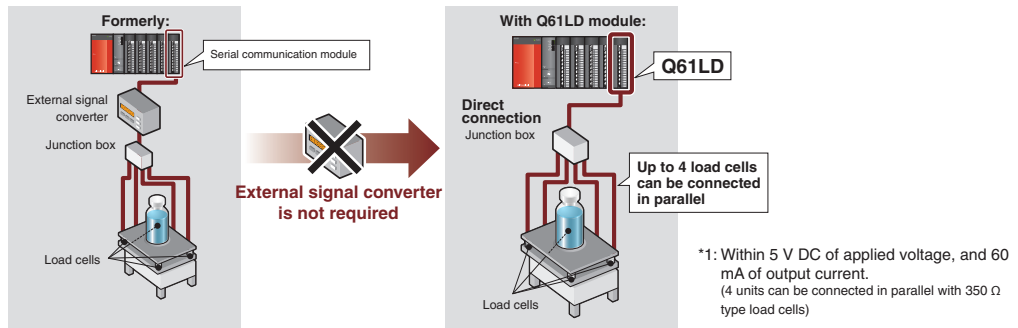 Formerly:
Serial communication module
External signal
converter
Junction box
Load cells
External signal converter
is not required
With Q61LD module:
Q61LD
Direct
connection
Junction box
Up to 4 load cells
can be connected
in parallel
Load cells
*1: Within 5 V DC of applied voltage, and 60
mA of output current.
(4 units can be connected in parallel with 350 Ω
type load cells)